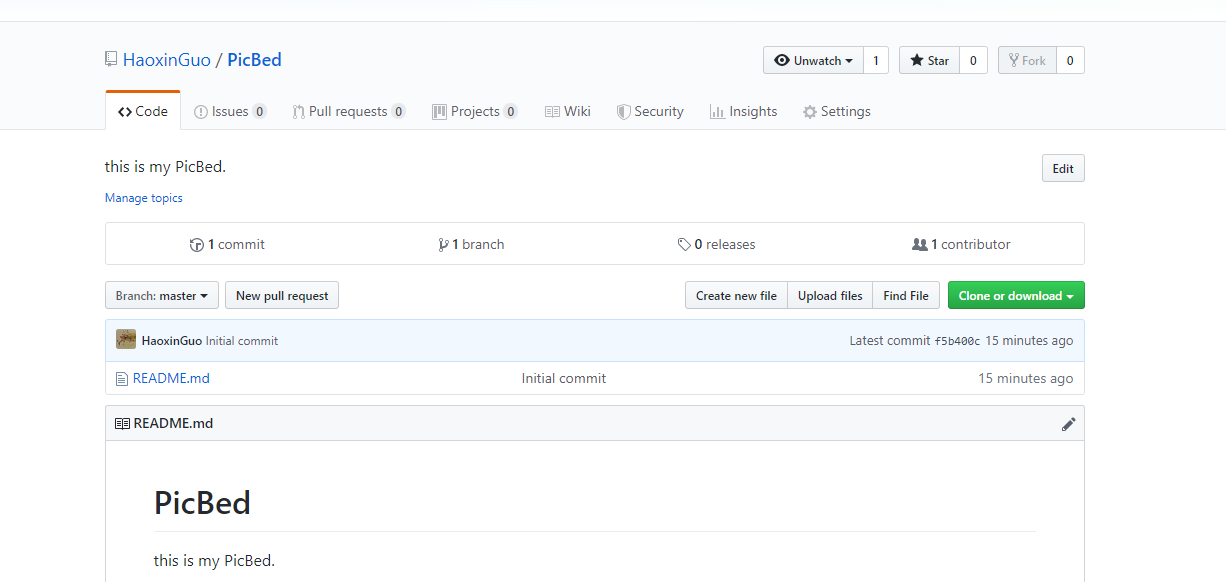 HaoxinGuo / PicBed
Unwatch 1 Star 0 Fork 0
Code Issues 0 Pull requests 0 Projects 0 Wiki Security Insights Settings
this is my PicBed. Edit
Manage topics
1 commit 1 branch 0 releases 1 contributor
Branch: master New pull request Create new file Upload files Find File Clone or download
HaoxinGuo Initial commit Latest commit f5b400c 15 minutes ago
README.md Initial commit 15 minutes ago
README.md
PicBed
this is my PicBed.